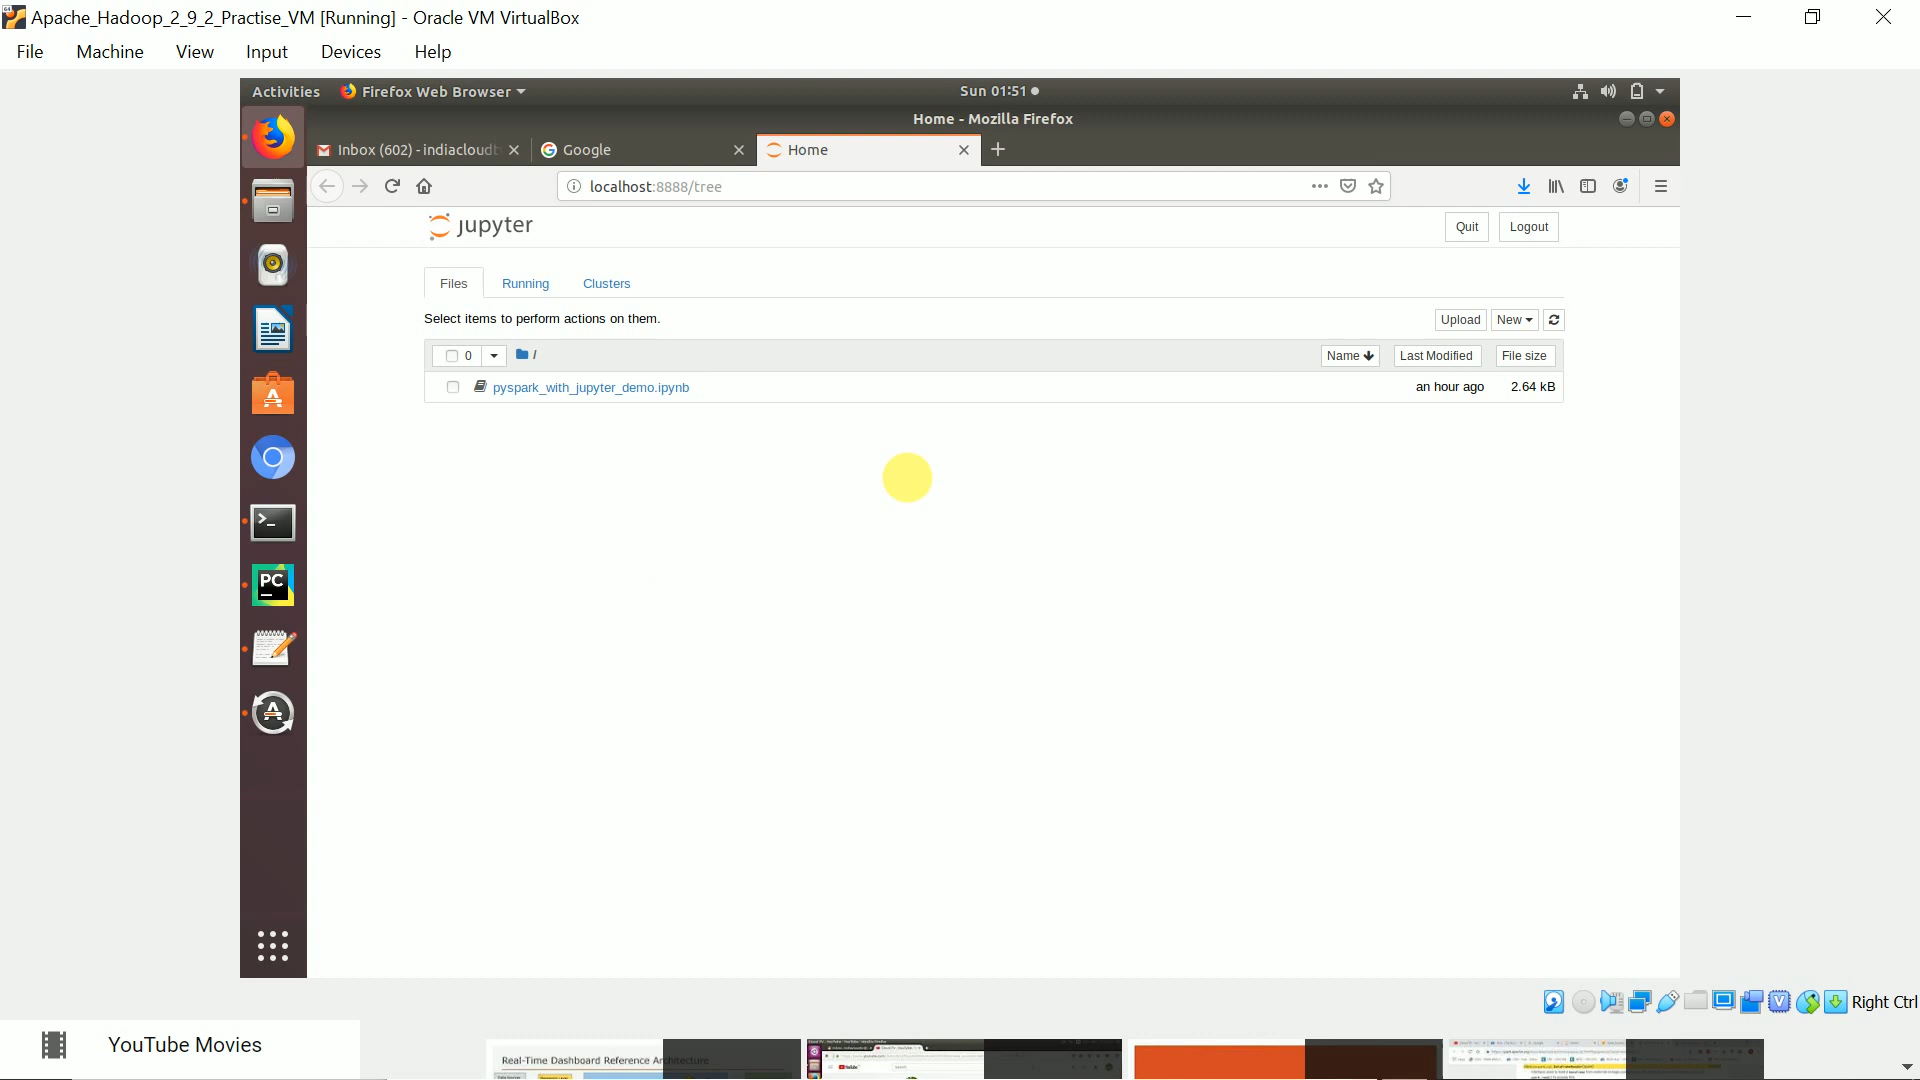 Apache_Hadoop_2_9_2_Practise_VM [Running] - Oracle VM VirtualBox
File Machine View Input Devices Help
Activities Firefox Web Browser Sun 01:51
Home - Mozilla Firefox
Inbox (602) - indiacloudt Google Home
localhost:8888/tree
jupyter Quit Logout
Files Running Clusters
Select items to perform actions on them. Upload New
0 / Name Last Modified File size
pyspark_with_jupyter_demo.ipynb an hour ago 2.64 kB
PC
Right Ctrl
YouTube Movies
Real-Time Dashboard Reference Architecture